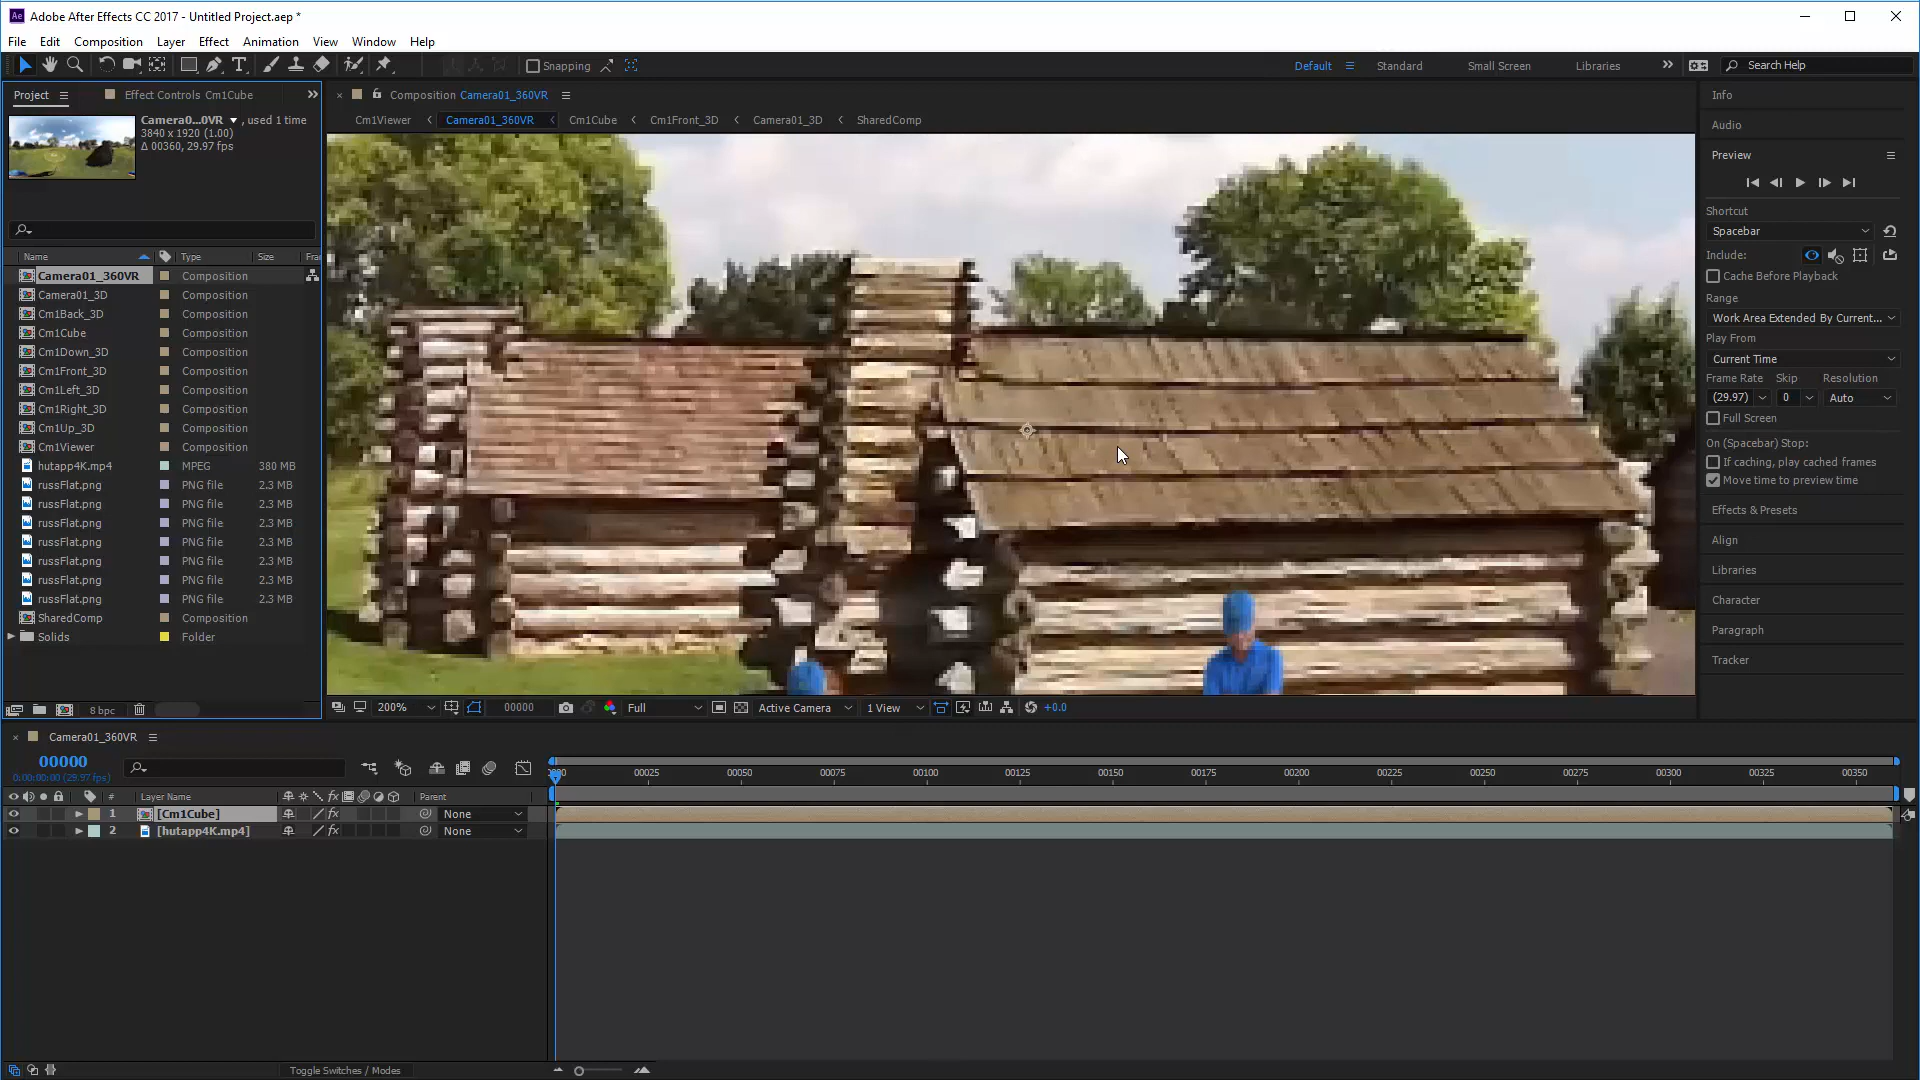 Ae Adobe After Effects CC 2017 - Untitled Project.aep *
File Edit Composition Layer Effect Animation View Window Help
Snapping Default Standard Small Screen Libraries Search Help
Project Effect Controls Cm1Cube
Camera0...0VR , used 1 time
3840 x 1920 (1.00)
Δ 00360, 29.97 fps
Name Type Size Fra
Camera01_360VR Composition
Camera01_3D Composition
Cm1Back_3D Composition
Cm1Cube Composition
Cm1Down_3D Composition
Cm1Front_3D Composition
Cm1Left_3D Composition
Cm1Right_3D Composition
Cm1Up_3D Composition
Cm1Viewer Composition
hutapp4K.mp4 MPEG 380 MB
russFlat.png PNG file 2.3 MB
russFlat.png PNG file 2.3 MB
russFlat.png PNG file 2.3 MB
russFlat.png PNG file 2.3 MB
russFlat.png PNG file 2.3 MB
russFlat.png PNG file 2.3 MB
russFlat.png PNG file 2.3 MB
SharedComp Composition
Solids Folder
8 bpc
Composition Camera01_360VR
Cm1Viewer Camera01_360VR Cm1Cube Cm1Front_3D Camera01_3D SharedComp
200% 00000 Full Active Camera 1 View +0.0
Info
Audio
Preview
Shortcut
Spacebar
Include:
Cache Before Playback
Range
Work Area Extended By Current...
Play From
Current Time
Frame Rate Skip Resolution
(29.97) 0 Auto
Full Screen
On (Spacebar) Stop:
If caching, play cached frames
Move time to preview time
Effects & Presets
Align
Libraries
Character
Paragraph
Tracker
Camera01_360VR
00000
0:00:00:00 (29.97 fps)
# Layer Name Parent
1 [Cm1Cube] None
2 [hutapp4K.mp4] None
00025 00050 00075 00100 00125 00150 00175 00200 00225 00250 00275 00300 00325 00350
Toggle Switches / Modes